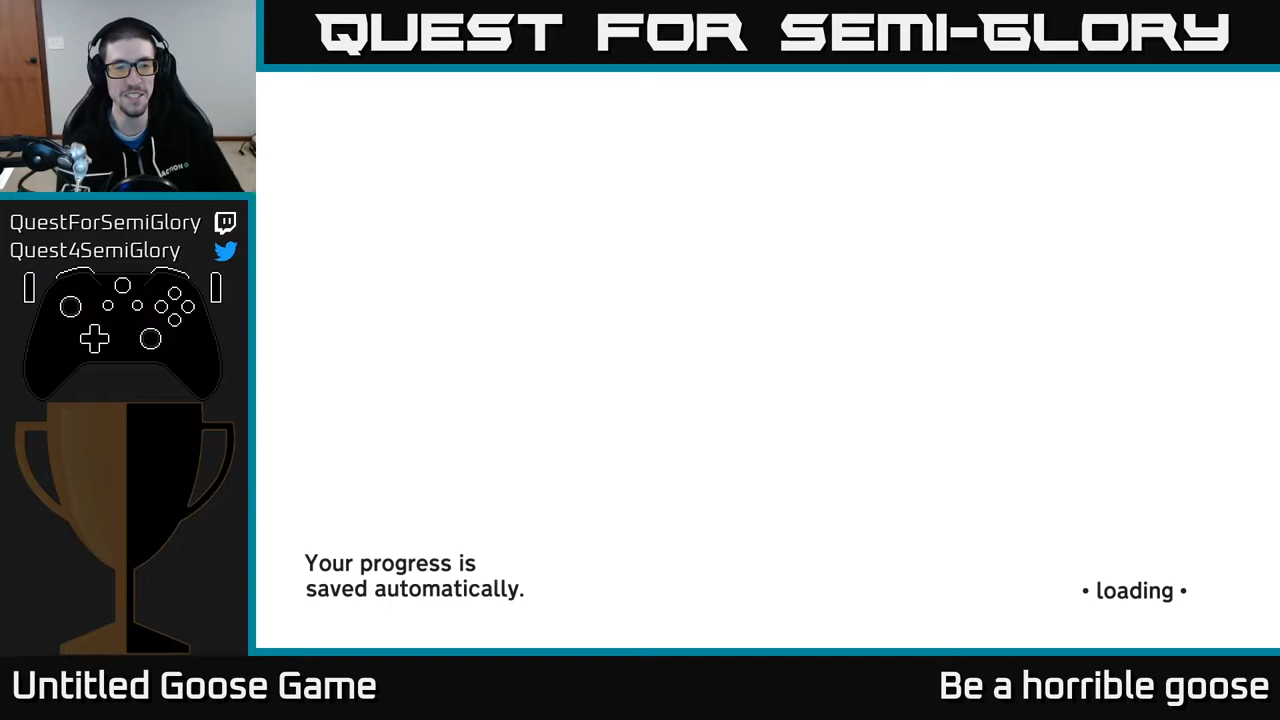 QUEST FOR SEMI-GLORY
QuestForSemiGlory
Quest4SemiGlory
Your progress is
saved automatically.
• loading •
Untitled Goose Game
Be a horrible goose